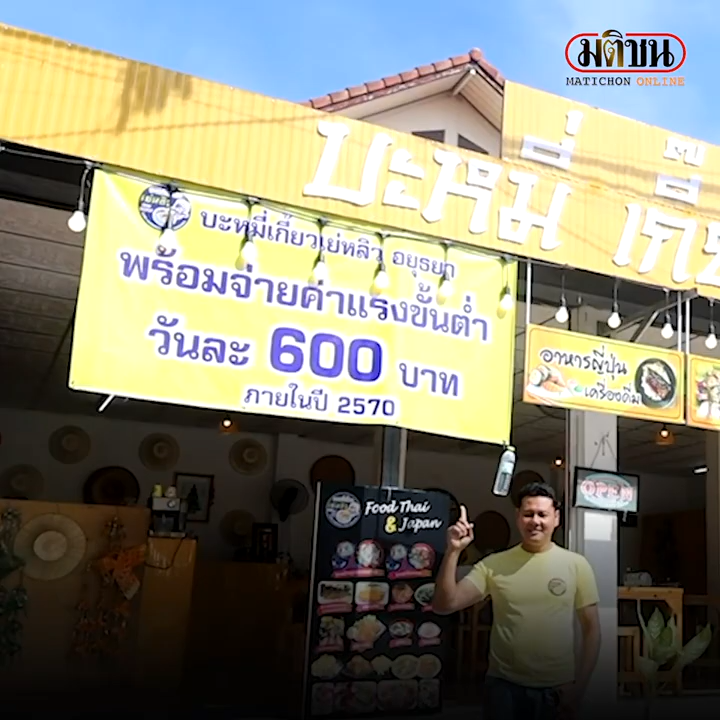 มติชน
MATICHON ONLINE
บะหมี่ เกี๊
บะหมี่เกี๊ยวเย่หลิว อยุธยา
พร้อมจ่ายค่าแรงขั้นต่ำ
วันละ 600 บาท
ภายในปี 2570
อาหารญี่ปุ่น
เครื่องดื่ม
OPEN
Food Thai
& Japan